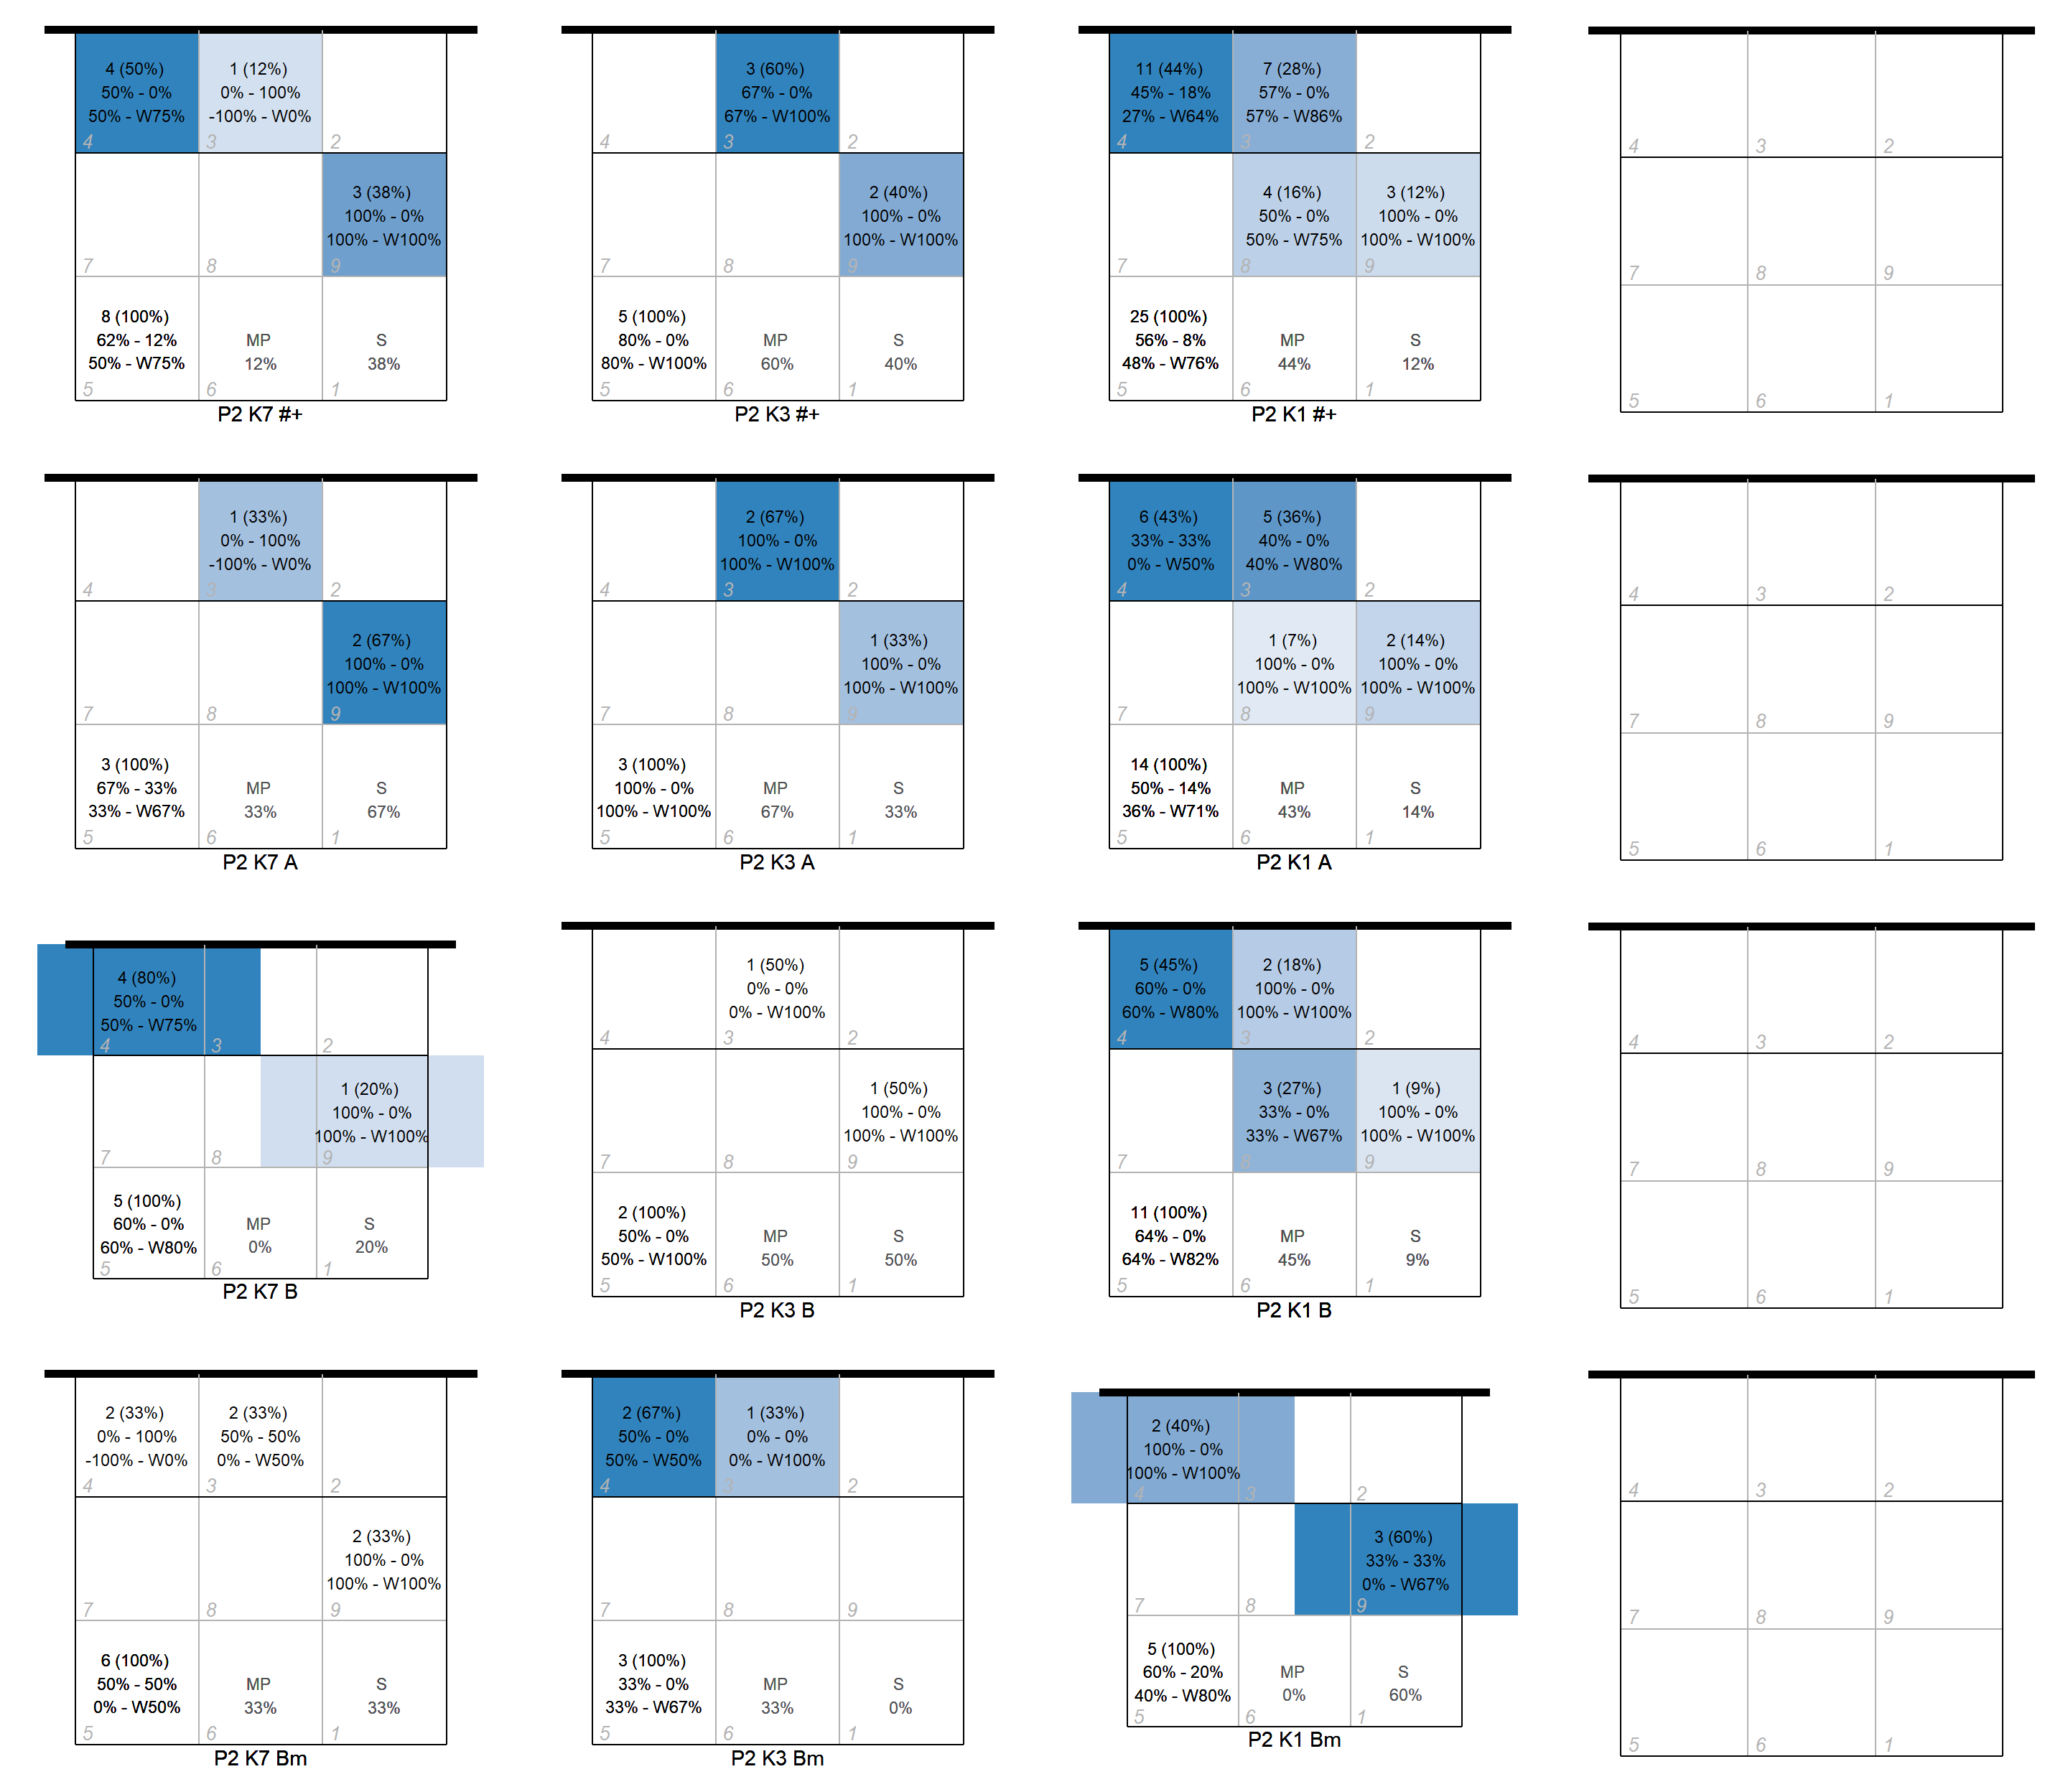 4 (50%)
50% - 0%
50% - W75%
4
1 (12%)
0% - 100%
-100% - W0%
3
2
7
8
3 (38%)
100% - 0%
100% - W100%
9
8 (100%)
62% - 12%
50% - W75%
5
MP
12%
6
S
38%
1
P2 K7 #+
4
3 (60%)
67% - 0%
67% - W100%
3
2
7
8
2 (40%)
100% - 0%
100% - W100%
9
5 (100%)
80% - 0%
80% - W100%
5
MP
60%
6
S
40%
1
P2 K3 #+
11 (44%)
45% - 18%
27% - W64%
4
7 (28%)
57% - 0%
57% - W86%
3
2
7
4 (16%)
50% - 0%
50% - W75%
8
3 (12%)
100% - 0%
100% - W100%
9
25 (100%)
56% - 8%
48% - W76%
5
MP
44%
6
S
12%
1
P2 K1 #+
4
3
2
7
8
9
5
6
1
4
1 (33%)
0% - 100%
-100% - W0%
3
2
7
8
2 (67%)
100% - 0%
100% - W100%
9
3 (100%)
67% - 33%
33% - W67%
5
MP
33%
6
S
67%
1
P2 K7 A
4
2 (67%)
100% - 0%
100% - W100%
3
2
7
8
1 (33%)
100% - 0%
100% - W100%
9
3 (100%)
100% - 0%
100% - W100%
5
MP
67%
6
S
33%
1
P2 K3 A
6 (43%)
33% - 33%
0% - W50%
4
5 (36%)
40% - 0%
40% - W80%
3
2
7
1 (7%)
100% - 0%
100% - W100%
8
2 (14%)
100% - 0%
100% - W100%
9
14 (100%)
50% - 14%
36% - W71%
5
MP
43%
6
S
14%
1
P2 K1 A
4
3
2
7
8
9
5
6
1
4 (80%)
50% - 0%
50% - W75%
4
3
2
7
8
1 (20%)
100% - 0%
100% - W100%
9
5 (100%)
60% - 0%
60% - W80%
5
MP
0%
6
S
20%
1
P2 K7 B
4
1 (50%)
0% - 0%
0% - W100%
3
2
7
8
1 (50%)
100% - 0%
100% - W100%
9
2 (100%)
50% - 0%
50% - W100%
5
MP
50%
6
S
50%
1
P2 K3 B
5 (45%)
60% - 0%
60% - W80%
4
2 (18%)
100% - 0%
100% - W100%
3
2
7
3 (27%)
33% - 0%
33% - W67%
8
1 (9%)
100% - 0%
100% - W100%
9
11 (100%)
64% - 0%
64% - W82%
5
MP
45%
6
S
9%
1
P2 K1 B
4
3
2
7
8
9
5
6
1
2 (33%)
0% - 100%
-100% - W0%
4
2 (33%)
50% - 50%
0% - W50%
3
2
7
8
2 (33%)
100% - 0%
100% - W100%
9
6 (100%)
50% - 50%
0% - W50%
5
MP
33%
6
S
33%
1
P2 K7 Bm
2 (67%)
50% - 0%
50% - W50%
4
1 (33%)
0% - 0%
0% - W100%
3
2
7
8
9
3 (100%)
33% - 0%
33% - W67%
5
MP
33%
6
S
0%
1
P2 K3 Bm
2 (40%)
100% - 0%
100% - W100%
4
3
2
7
8
3 (60%)
33% - 33%
0% - W67%
9
5 (100%)
60% - 20%
40% - W80%
5
MP
0%
6
S
60%
1
P2 K1 Bm
4
3
2
7
8
9
5
6
1